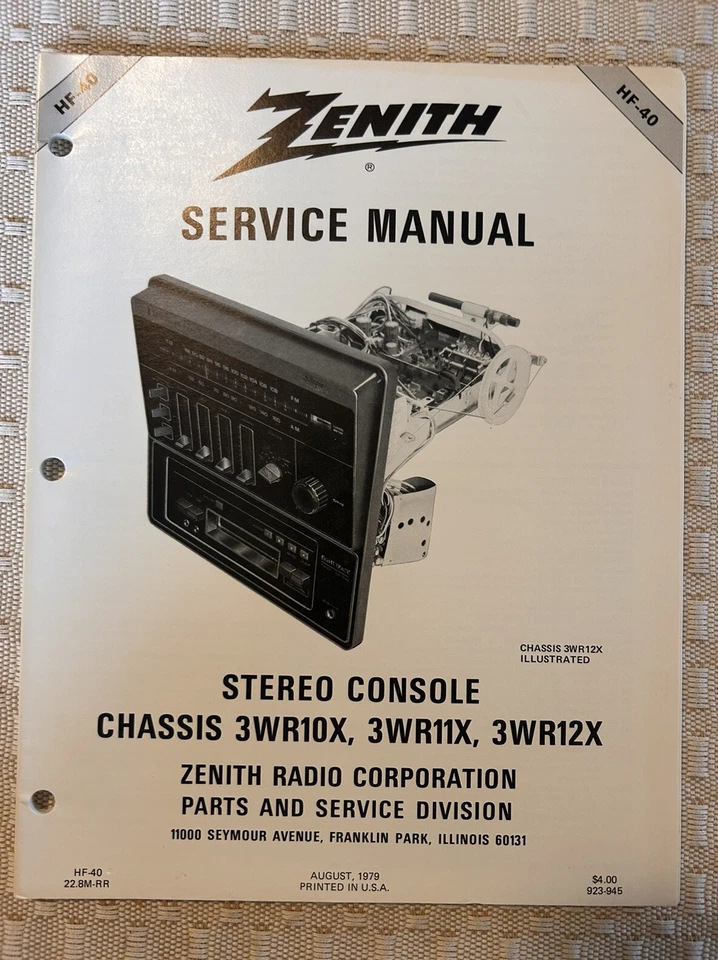 HF-40
HF-40
ZENITH
®
SERVICE MANUAL
FM
AM
CHASSIS 3WR12X
ILLUSTRATED
STEREO CONSOLE
CHASSIS 3WR10X, 3WR11X, 3WR12X
ZENITH RADIO CORPORATION
PARTS AND SERVICE DIVISION
11000 SEYMOUR AVENUE, FRANKLIN PARK, ILLINOIS 60131
HF-40
22.8M-RR
AUGUST, 1979
PRINTED IN U.S.A.
$4.00
923-945